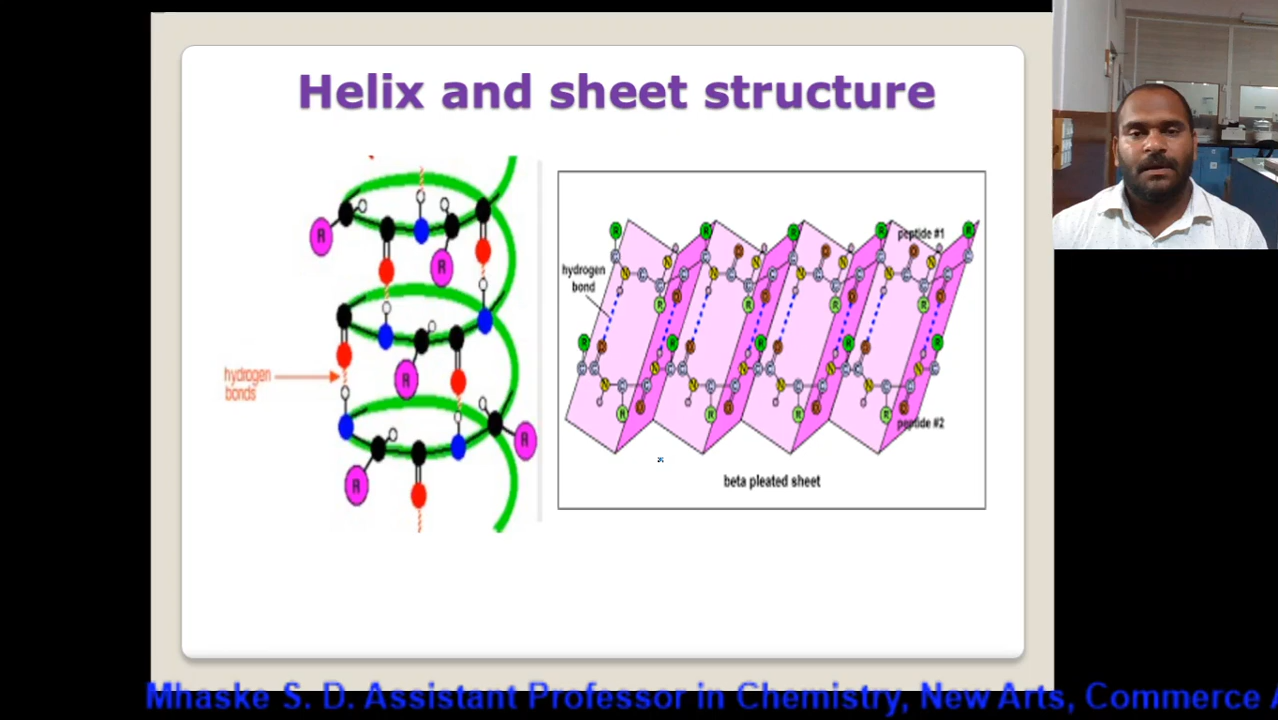 Helix and sheet structure
R
R
R
R
R
hydrogen
bonds
peptide #1
hydrogen
bond
peptide #2
beta pleated sheet
Mhaske S. D. Assistant Professor in Chemistry, New Arts, Commerce